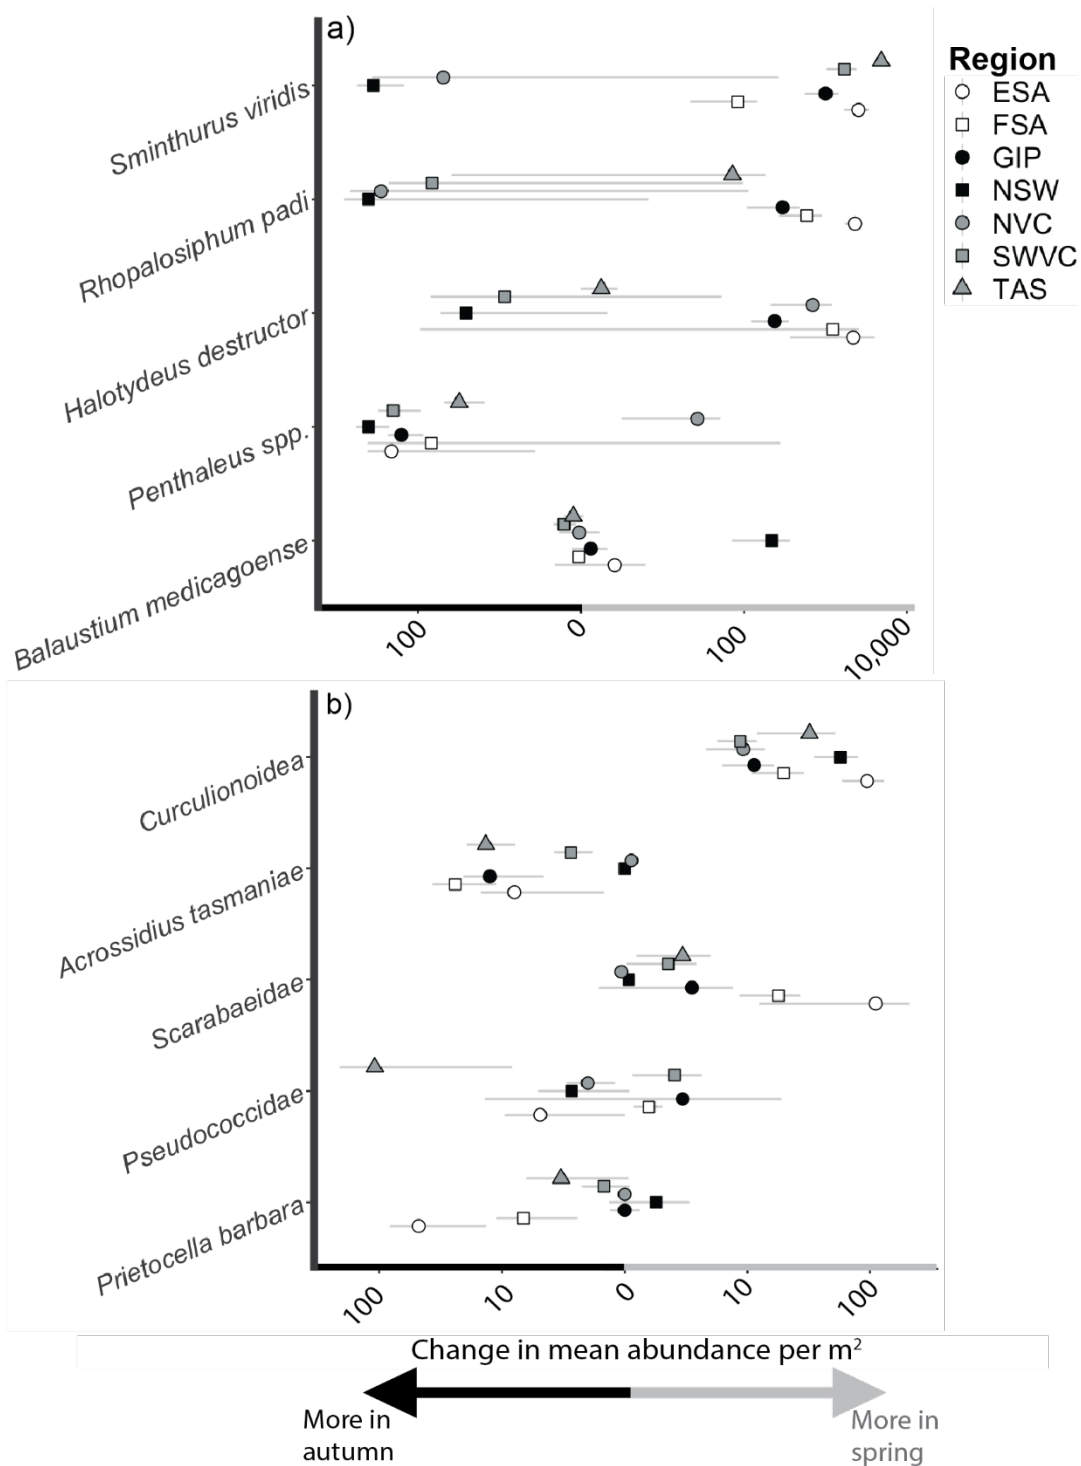 a)
Sminthurus viridis
Rhopalosiphum padi
Halotydeus destructor
Penthaleus spp.
Balaustium medicagoense
100
0
100
10,000
Region
ESA
FSA
GIP
NSW
NVC
SWVC
TAS
b)
Curculionoidea
Acrossidius tasmaniae
Scarabaeidae
Pseudococcidae
Prietocella barbara
100
10
0
10
100
Change in mean abundance per m²
More in
autumn
More in
spring